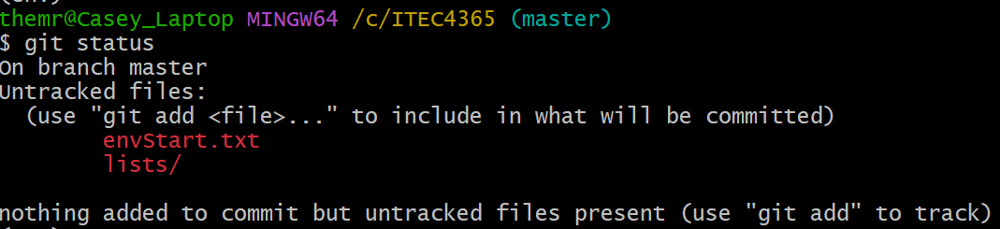 themr@Casey_Laptop MINGW64 /c/ITEC4365 (master)
$ git status
On branch master
Untracked files:
  (use "git add <file>..." to include in what will be committed)
        envStart.txt
        lists/

nothing added to commit but untracked files present (use "git add" to track)